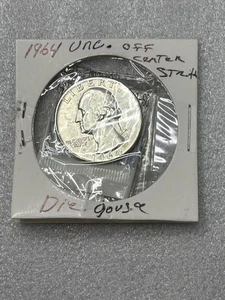 1964 unc. OFF
CENTER
STRIK
LIBERTY
Die gouge